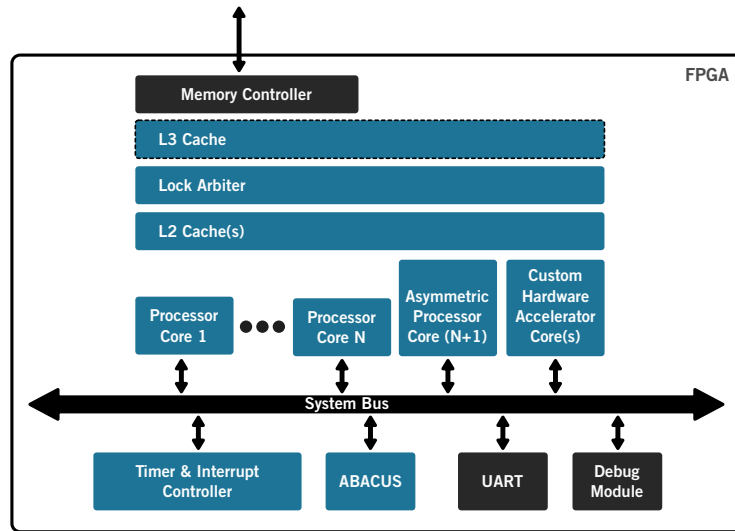 FPGA
Memory Controller
L3 Cache
Lock Arbiter
L2 Cache(s)
Processor
Core 1
Processor
Core N
Asymmetric
Processor
Core (N+1)
Custom
Hardware
Accelerator
Core(s)
System Bus
Timer & Interrupt
Controller
ABACUS
UART
Debug
Module